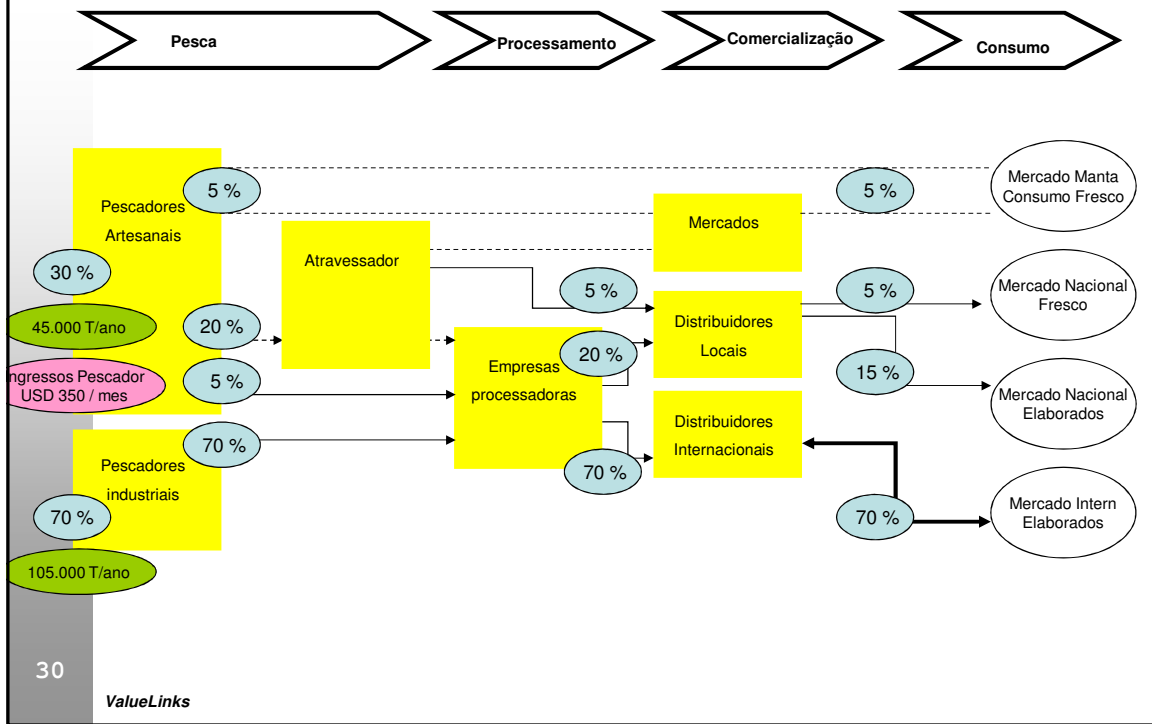 Pesca
Processamento
Comercialização
Consumo
Pescadores
Artesanais
5 %
30 %
45.000 T/ano
20 %
ngressos Pescador
USD 350 / mes
5 %
Pescadores
industriais
70 %
70 %
105.000 T/ano
Atravessador
Empresas
processadoras
5 %
20 %
70 %
Mercados
Distribuidores
Locais
Distribuidores
Internacionais
5 %
5 %
15 %
70 %
Mercado Manta
Consumo Fresco
Mercado Nacional
Fresco
Mercado Nacional
Elaborados
Mercado Intern
Elaborados
30
ValueLinks